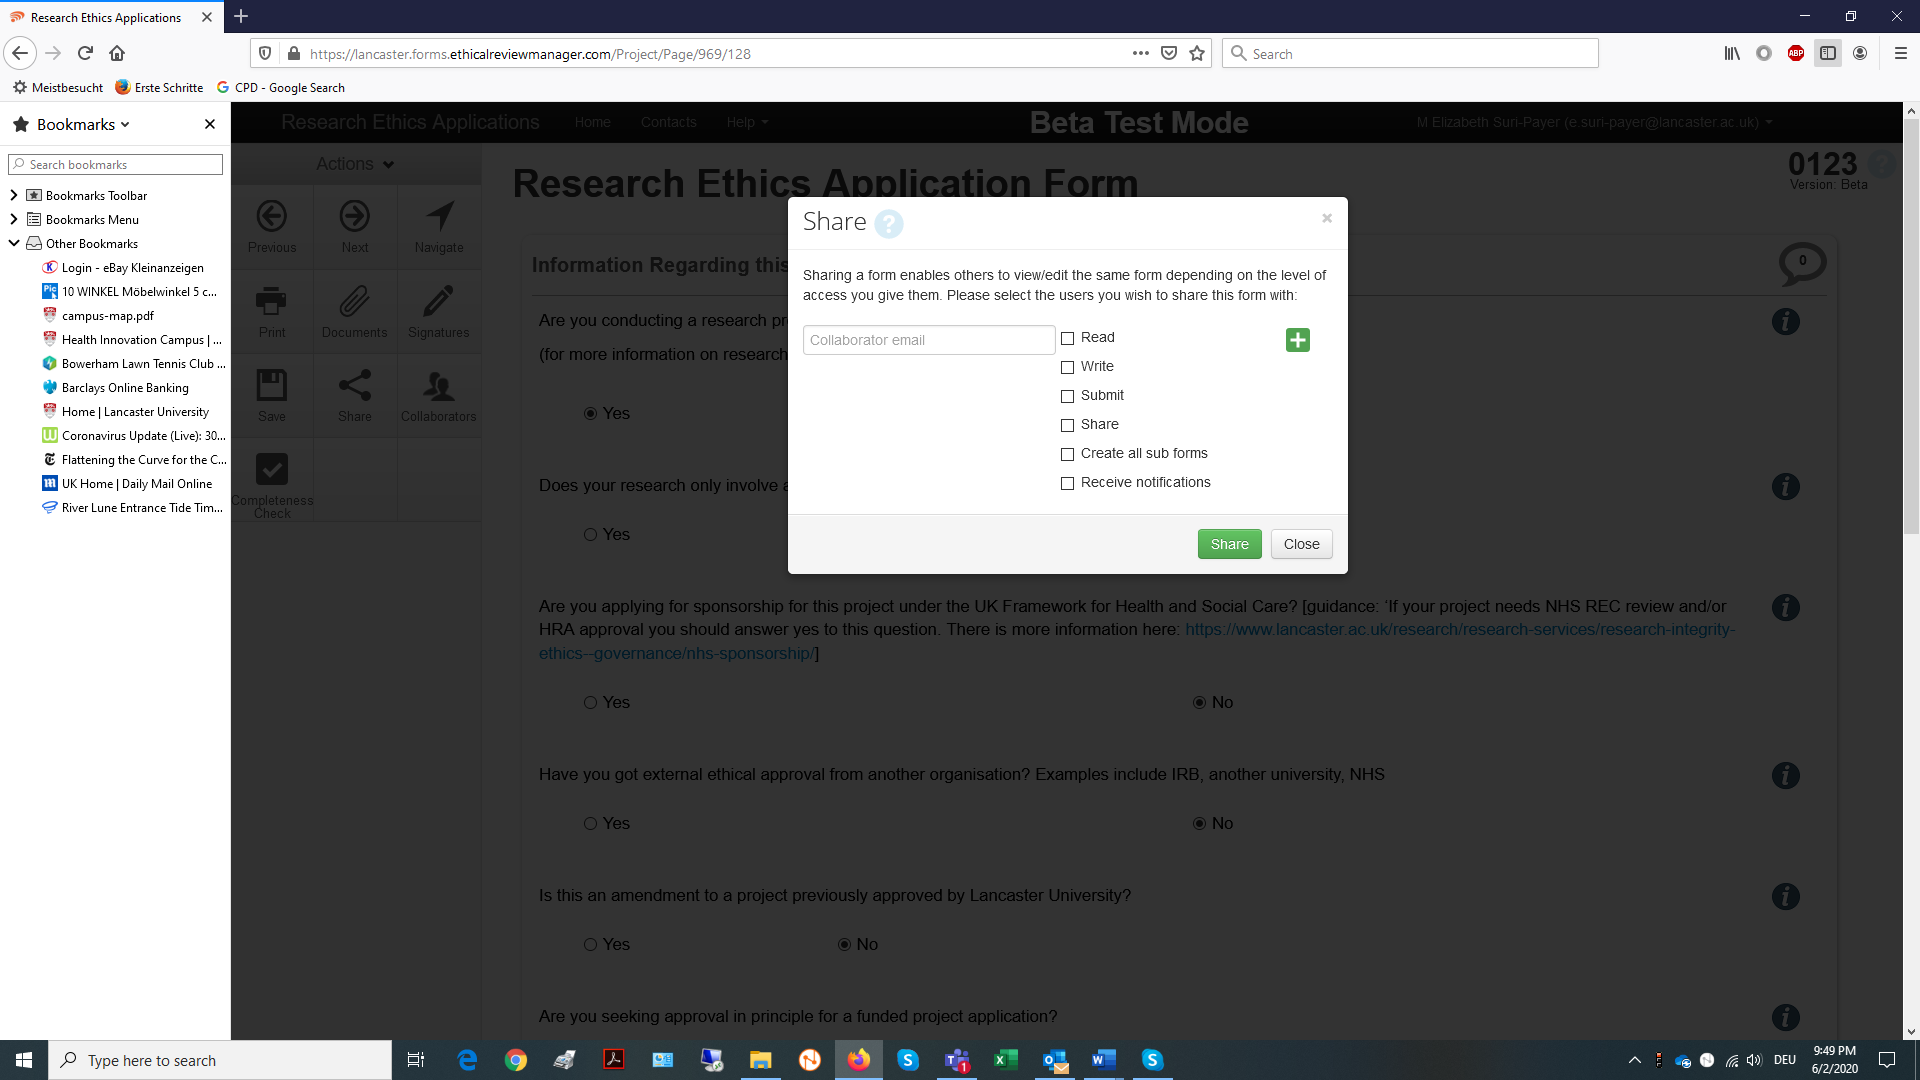 Research Ethics Applications
https://lancaster.forms.ethicalreviewmanager.com/Project/Page/969/128
Search
Meistbesucht
Erste Schritte
CPD - Google Search
Bookmarks
Search bookmarks
Bookmarks Toolbar
Bookmarks Menu
Other Bookmarks
Login - eBay Kleinanzeigen
10 WINKEL Möbelwinkel 5 c...
campus-map.pdf
Health Innovation Campus | ...
Bowerham Lawn Tennis Club ...
Barclays Online Banking
Home | Lancaster University
Coronavirus Update (Live): 30...
Flattening the Curve for the C...
UK Home | Daily Mail Online
River Lune Entrance Tide Tim...
Research Ethics Applications
Home
Contacts
Help
Beta Test Mode
M Elizabeth Suri-Payer (e.suri-payer@lancaster.ac.uk)
Actions
Previous
Next
Navigate
Print
Documents
Signatures
Save
Share
Collaborators
Completeness
Check
Research Ethics Application Form
0123
Version: Beta
Information Regarding this
0
Are you conducting a research pr
(for more information on research
Yes
Does your research only involve a
Yes
Share ?
Sharing a form enables others to view/edit the same form depending on the level of
access you give them. Please select the users you wish to share this form with:
Collaborator email
Read
Write
Submit
Share
Create all sub forms
Receive notifications
Share
Close
Are you applying for sponsorship for this project under the UK Framework for Health and Social Care? [guidance: 'If your project needs NHS REC review and/or
HRA approval you should answer yes to this question. There is more information here: https://www.lancaster.ac.uk/research/research-services/research-integrity-
ethics--governance/nhs-sponsorship/]
Yes
No
Have you got external ethical approval from another organisation? Examples include IRB, another university, NHS
Yes
No
Is this an amendment to a project previously approved by Lancaster University?
Yes
No
Are you seeking approval in principle for a funded project application?
Type here to search
DEU
9:49 PM
6/2/2020